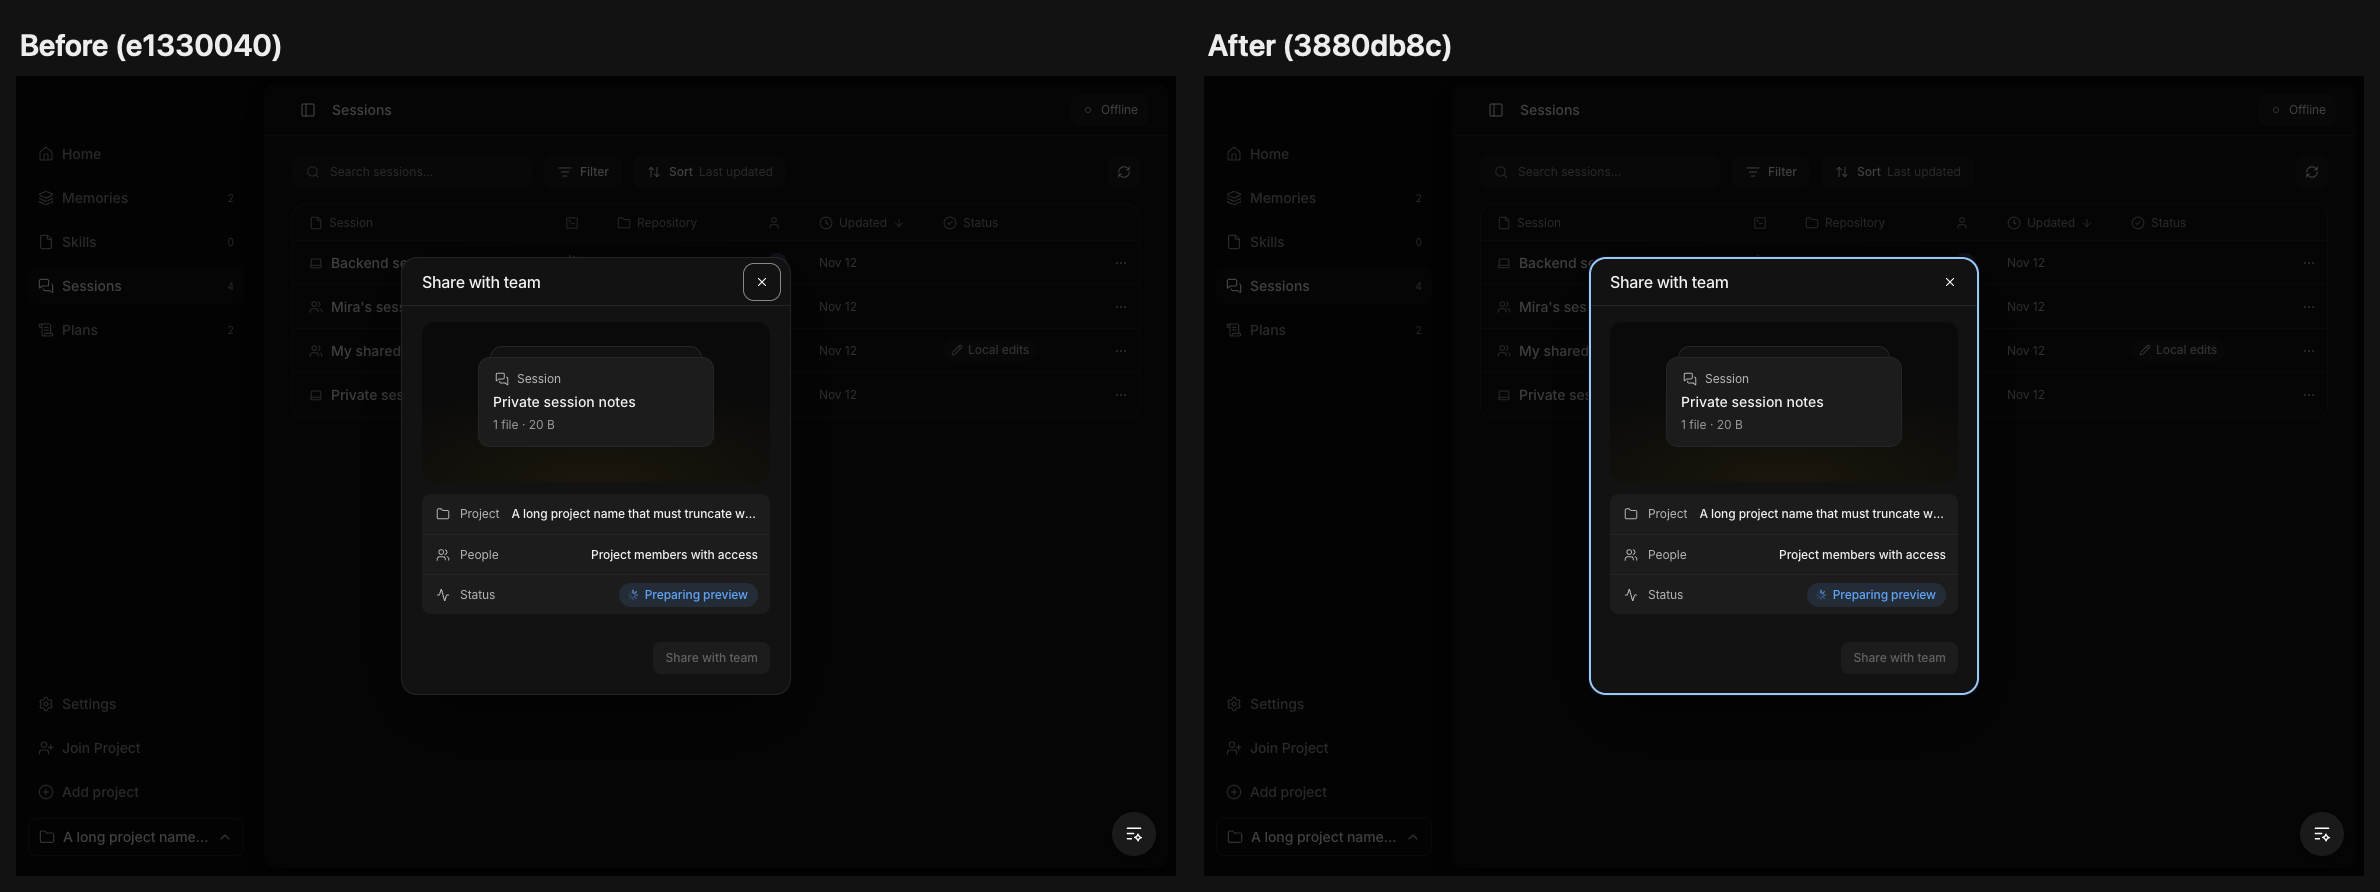 Before (e1330040)
Sessions
Offline
Home
Memories 2
Skills 0
Sessions 4
Plans 2
Search sessions...
Filter
Sort Last updated
Session Repository Updated Status
Backend se Nov 12
Mira's ses Nov 12
My shared Nov 12 Local edits
Private ses Nov 12
Share with team
Session
Private session notes
1 file · 20 B
Project A long project name that must truncate w...
People Project members with access
Status Preparing preview
Share with team
Settings
Join Project
Add project
A long project name...
After (3880db8c)
Sessions
Offline
Home
Memories 2
Skills 0
Sessions 4
Plans 2
Search sessions...
Filter
Sort Last updated
Session Repository Updated Status
Backend se Nov 12
Mira's ses Nov 12
My shared Nov 12 Local edits
Private ses Nov 12
Share with team
Session
Private session notes
1 file · 20 B
Project A long project name that must truncate w...
People Project members with access
Status Preparing preview
Share with team
Settings
Join Project
Add project
A long project name...